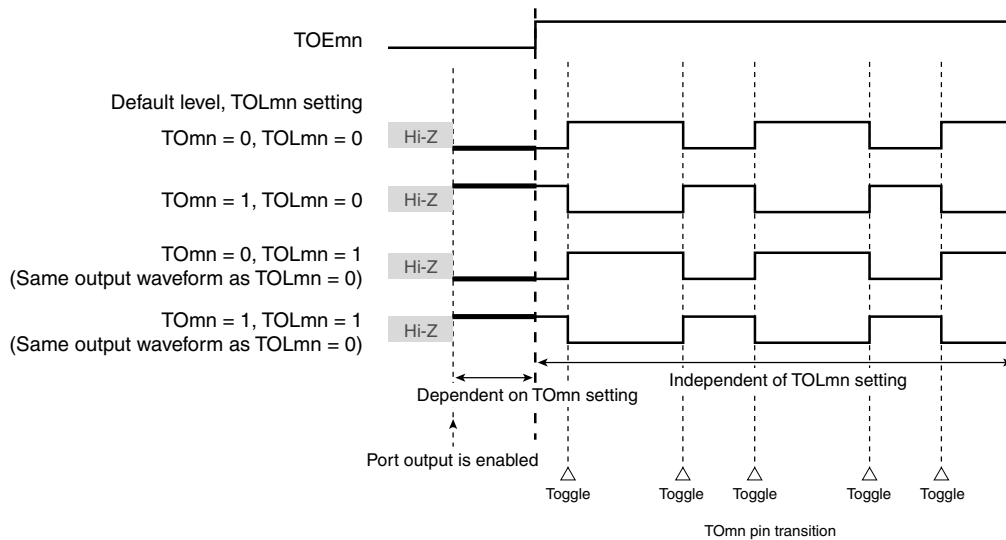 TOEmn
Default level, TOLmn setting
TOmn = 0, TOLmn = 0
Hi-Z
TOmn = 1, TOLmn = 0
Hi-Z
TOmn = 0, TOLmn = 1
(Same output waveform as TOLmn = 0)
Hi-Z
TOmn = 1, TOLmn = 1
(Same output waveform as TOLmn = 0)
Hi-Z
Dependent on TOmn setting
Independent of TOLmn setting
Port output is enabled
Toggle Toggle Toggle Toggle Toggle
TOmn pin transition